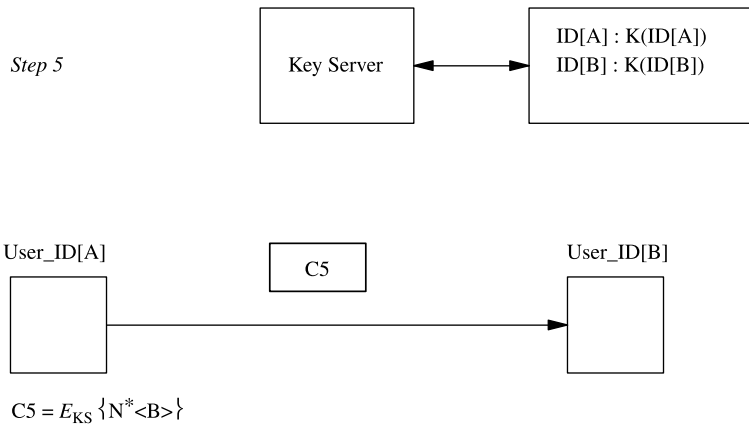 ID[A] : K(ID[A])
Step 5
Key Server
ID[B] : K(ID[B])
User_ID[A]
C5
User_ID[B]
C5 = E_KS {N*<B>}